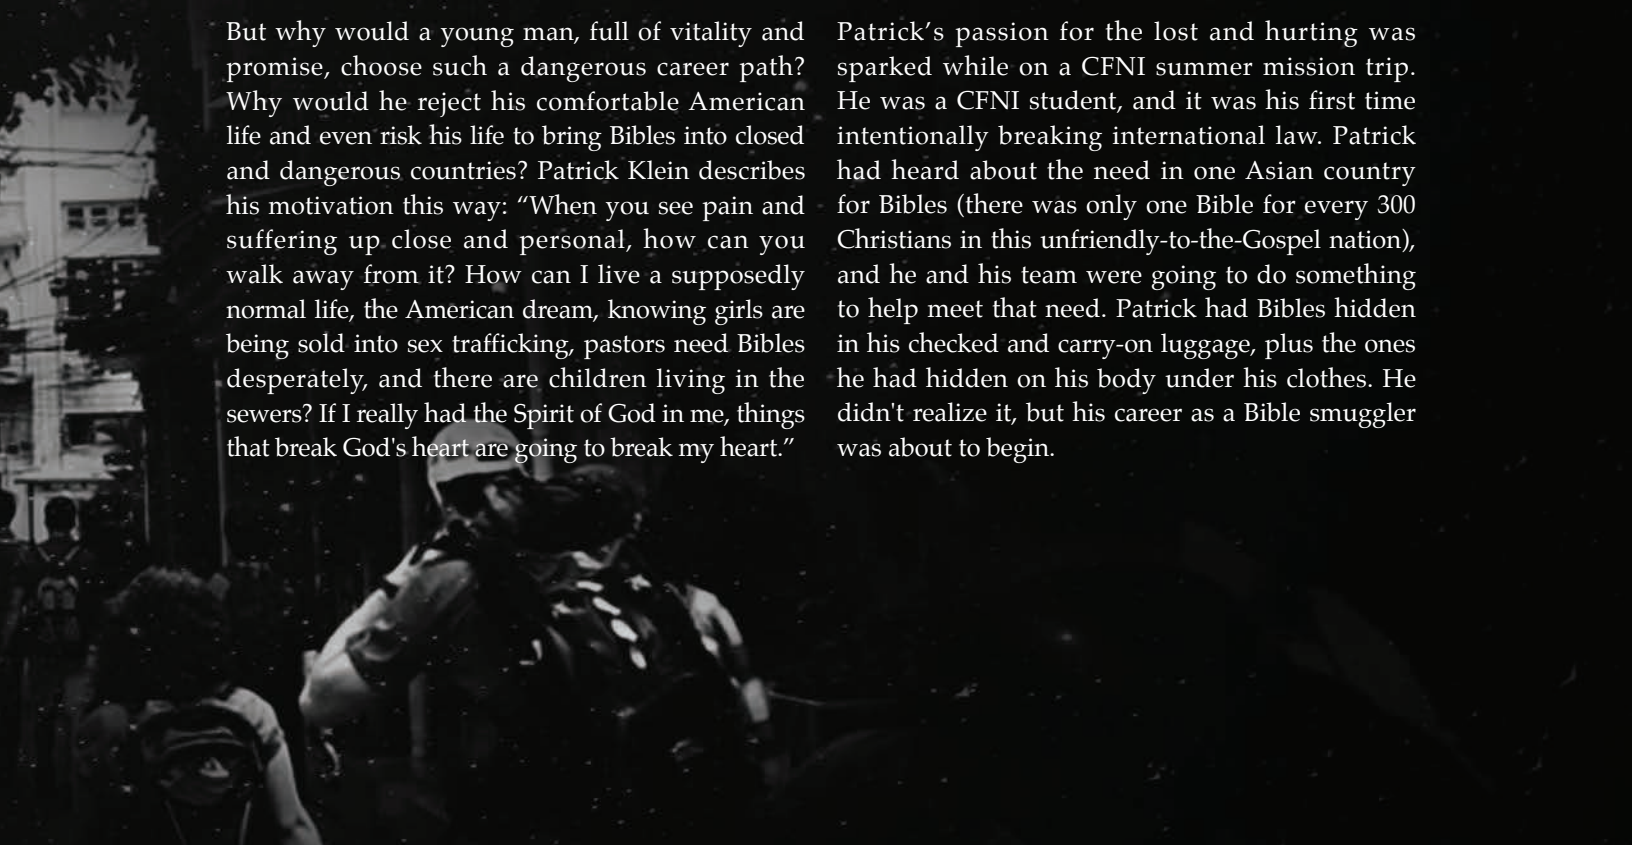 But why would a young man, full of vitality and
promise, choose such a dangerous career path?
Why would he reject his comfortable American
life and even risk his life to bring Bibles into closed
and dangerous countries? Patrick Klein describes
his motivation this way: “When you see pain and
suffering up close and personal, how can you
walk away from it? How can I live a supposedly
normal life, the American dream, knowing girls are
being sold into sex trafficking, pastors need Bibles
desperately, and there are children living in the
sewers? If I really had the Spirit of God in me, things
that break God's heart are going to break my heart.”
Patrick’s passion for the lost and hurting was
sparked while on a CFNI summer mission trip.
He was a CFNI student, and it was his first time
intentionally breaking international law. Patrick
had heard about the need in one Asian country
for Bibles (there was only one Bible for every 300
Christians in this unfriendly-to-the-Gospel nation),
and he and his team were going to do something
to help meet that need. Patrick had Bibles hidden
in his checked and carry-on luggage, plus the ones
he had hidden on his body under his clothes. He
didn't realize it, but his career as a Bible smuggler
was about to begin.